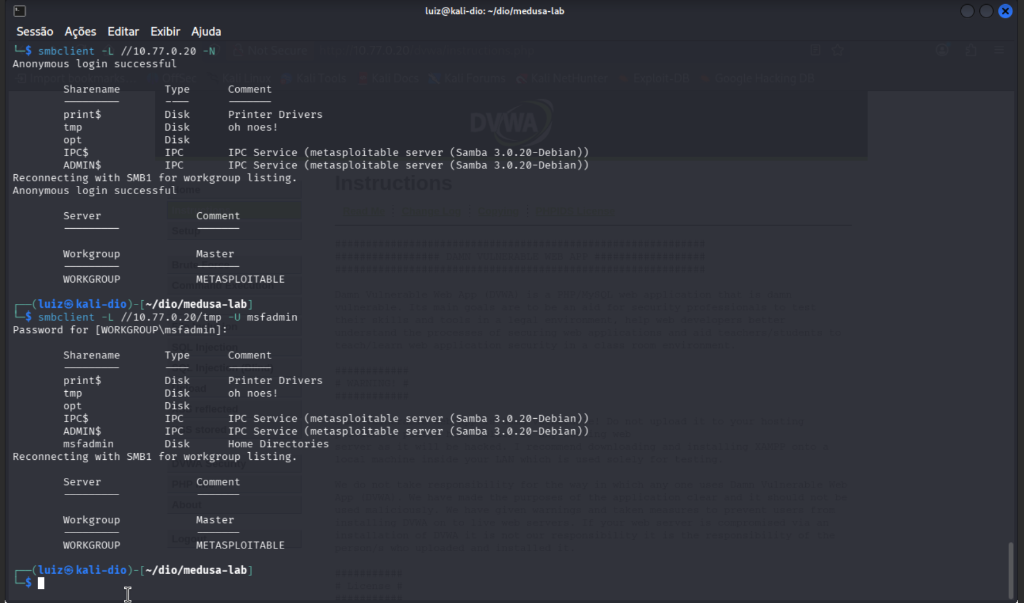 luiz@kali-dio: ~/dio/medusa-lab
Sessão Ações Editar Exibir Ajuda
└─$ smbclient -L //10.77.0.20 -N
Anonymous login successful
Sharename Type Comment
--------- ---- -------
print$ Disk Printer Drivers
tmp Disk oh noes!
opt Disk
IPC$ IPC IPC Service (metasploitable server (Samba 3.0.20-Debian))
ADMIN$ IPC IPC Service (metasploitable server (Samba 3.0.20-Debian))
Reconnecting with SMB1 for workgroup listing.
Anonymous login successful
Server Comment
--------- -------
Workgroup Master
--------- -------
WORKGROUP METASPLOITABLE
┌──(luiz㉿kali-dio)-[~/dio/medusa-lab]
└─$ smbclient -L //10.77.0.20/tmp -U msfadmin
Password for [WORKGROUP\msfadmin]:
Sharename Type Comment
--------- ---- -------
print$ Disk Printer Drivers
tmp Disk oh noes!
opt Disk
IPC$ IPC IPC Service (metasploitable server (Samba 3.0.20-Debian))
ADMIN$ IPC IPC Service (metasploitable server (Samba 3.0.20-Debian))
msfadmin Disk Home Directories
Reconnecting with SMB1 for workgroup listing.
Server Comment
--------- -------
Workgroup Master
--------- -------
WORKGROUP METASPLOITABLE
┌──(luiz㉿kali-dio)-[~/dio/medusa-lab]
└─$
DVWA
Instructions